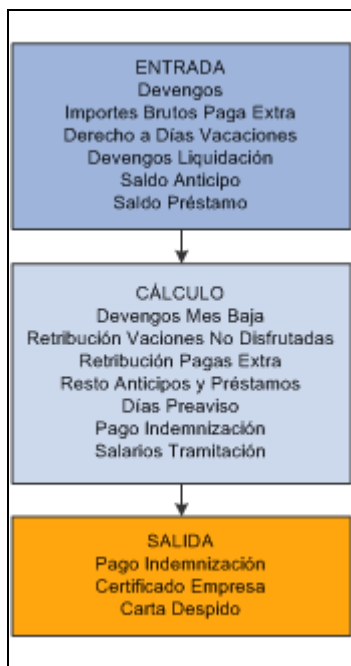 ENTRADA
Devengos
Importes Brutos Paga Extra
Derecho a Días Vacaciones
Devengos Liquidación
Saldo Anticipo
Saldo Préstamo
CÁLCULO
Devengos Mes Baja
Retribución Vaciones No Disfrutadas
Retribución Pagas Extra
Resto Anticipos y Préstamos
Días Preaviso
Pago Indemnización
Salarios Tramitación
SALIDA
Pago Indemnización
Certificado Empresa
Carta Despido